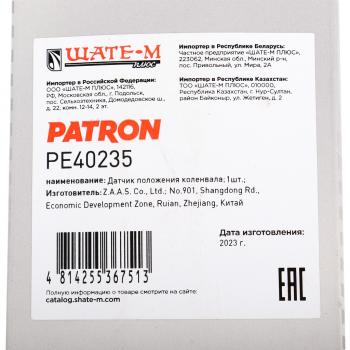 ШАТЕ-М
ПЛЮС
Импортер в Российской Федерации:
ООО «ШАТЕ-М ПЛЮС», 142116,
РФ, Московская обл., г. Подольск,
пос. Сельхозтехника, Домодедовское ш.,
д. 22, комн. 12-14, 2 эт.
Импортер в Республике Беларусь:
Частное предприятие «ШАТЕ-М ПЛЮС»,
223062, Минская обл., Минский р-н,
пос. Привольный, ул. Мира, 2А
Импортер в Республике Казахстан:
ТОО «ШАТЕ-М ПЛЮС», 010000,
Республика Казахстан, г. Нур-Султан,
район Байконыр, ул. Жетиген, д. 2
PATRON
PE40235
наименование: Датчик положения коленвала; 1шт.;
Изготовитель: Z.A.A.S. Co., Ltd.; No.901, Shangdong Rd.,
Economic Development Zone, Ruian, Zhejiang, Китай
Дата изготовления:
2023 г.
4 814255 367513
Полную информацию о товаре смотрите на сайте:
catalog.shate-m.com
EAC